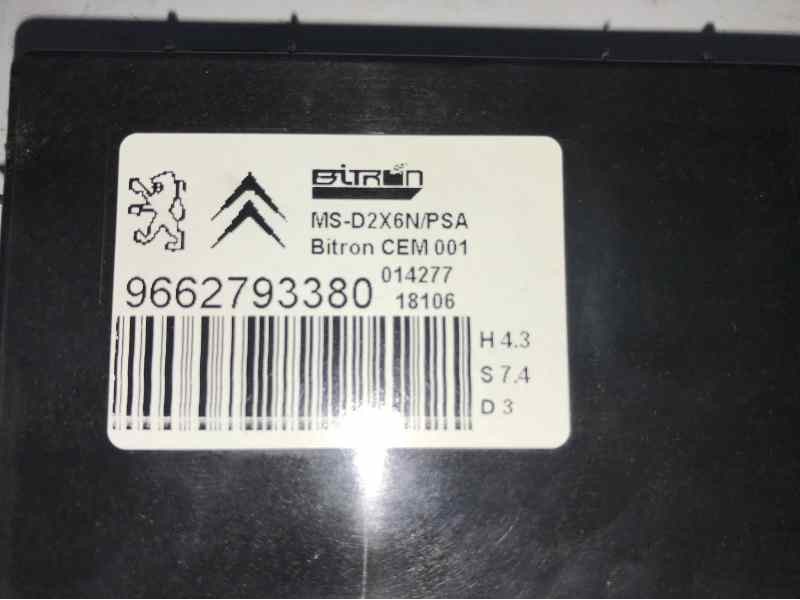 BiTRON
MS-D2X6N/PSA
Bitron CEM 001
014277
9662793380
18106
H 4.3
S 7.4
D 3